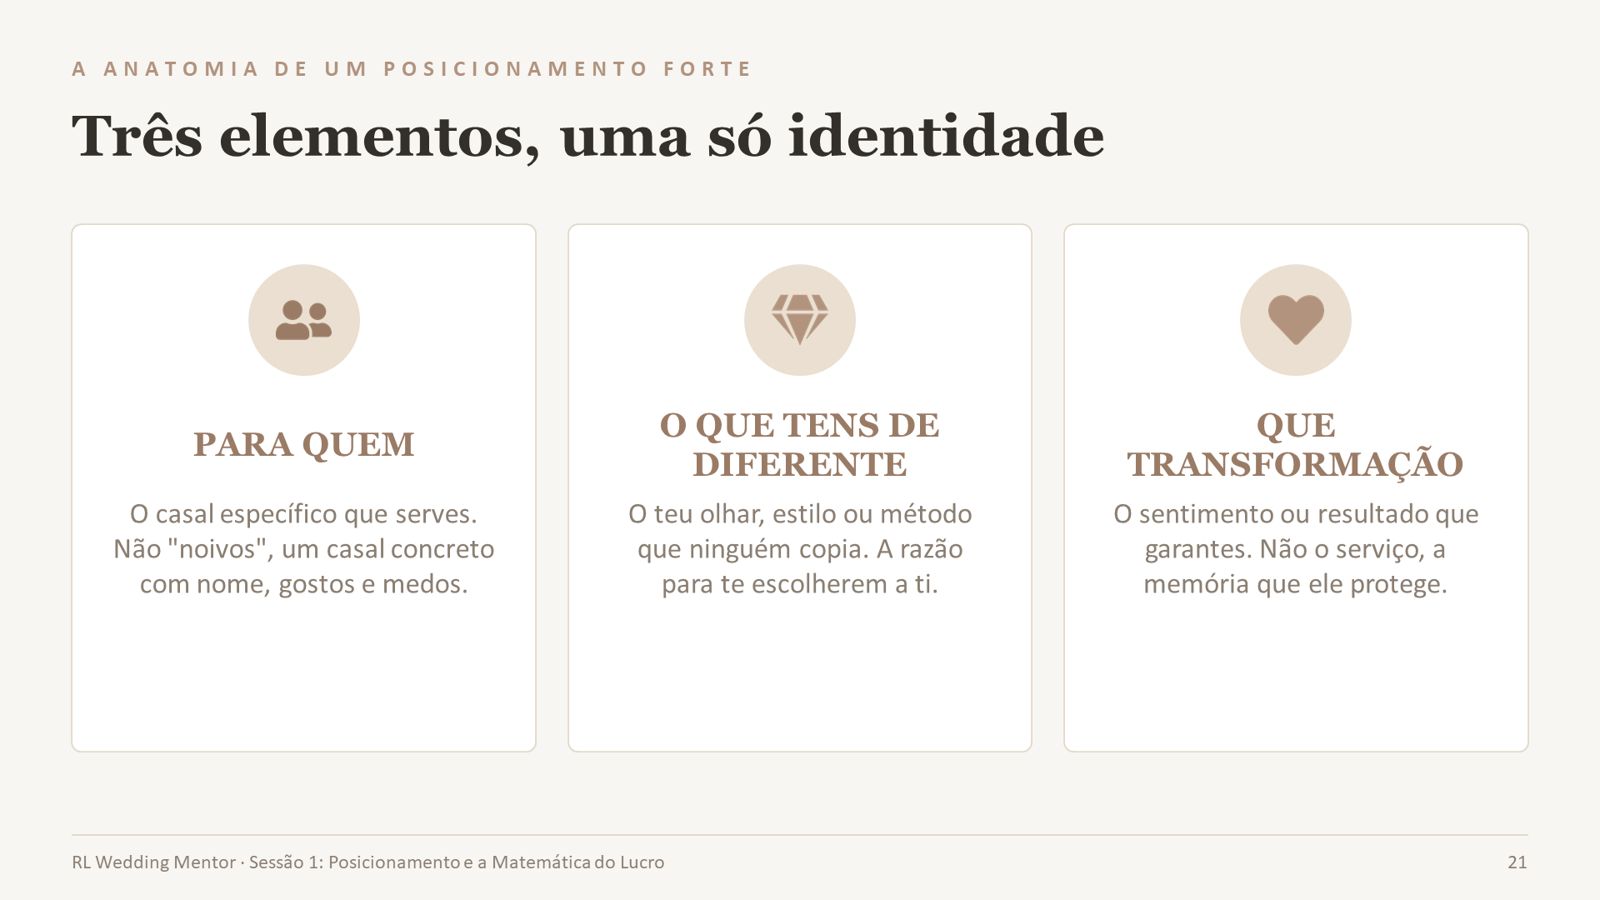 A ANATOMIA DE UM POSICIONAMENTO FORTE
Três elementos, uma só identidade
PARA QUEM
O casal específico que serves.
Não "noivos", um casal concreto
com nome, gostos e medos.
O QUE TENS DE
DIFERENTE
O teu olhar, estilo ou método
que ninguém copia. A razão
para te escolherem a ti.
QUE
TRANSFORMAÇÃO
O sentimento ou resultado que
garantes. Não o serviço, a
memória que ele protege.
RL Wedding Mentor · Sessão 1: Posicionamento e a Matemática do Lucro
21